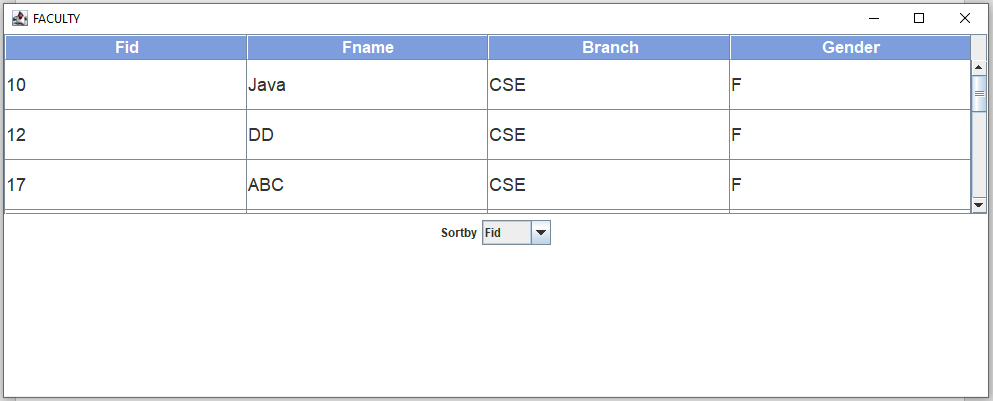 FACULTY
Fid Fname Branch Gender
10 Java CSE F
12 DD CSE F
17 ABC CSE F
Sortby Fid